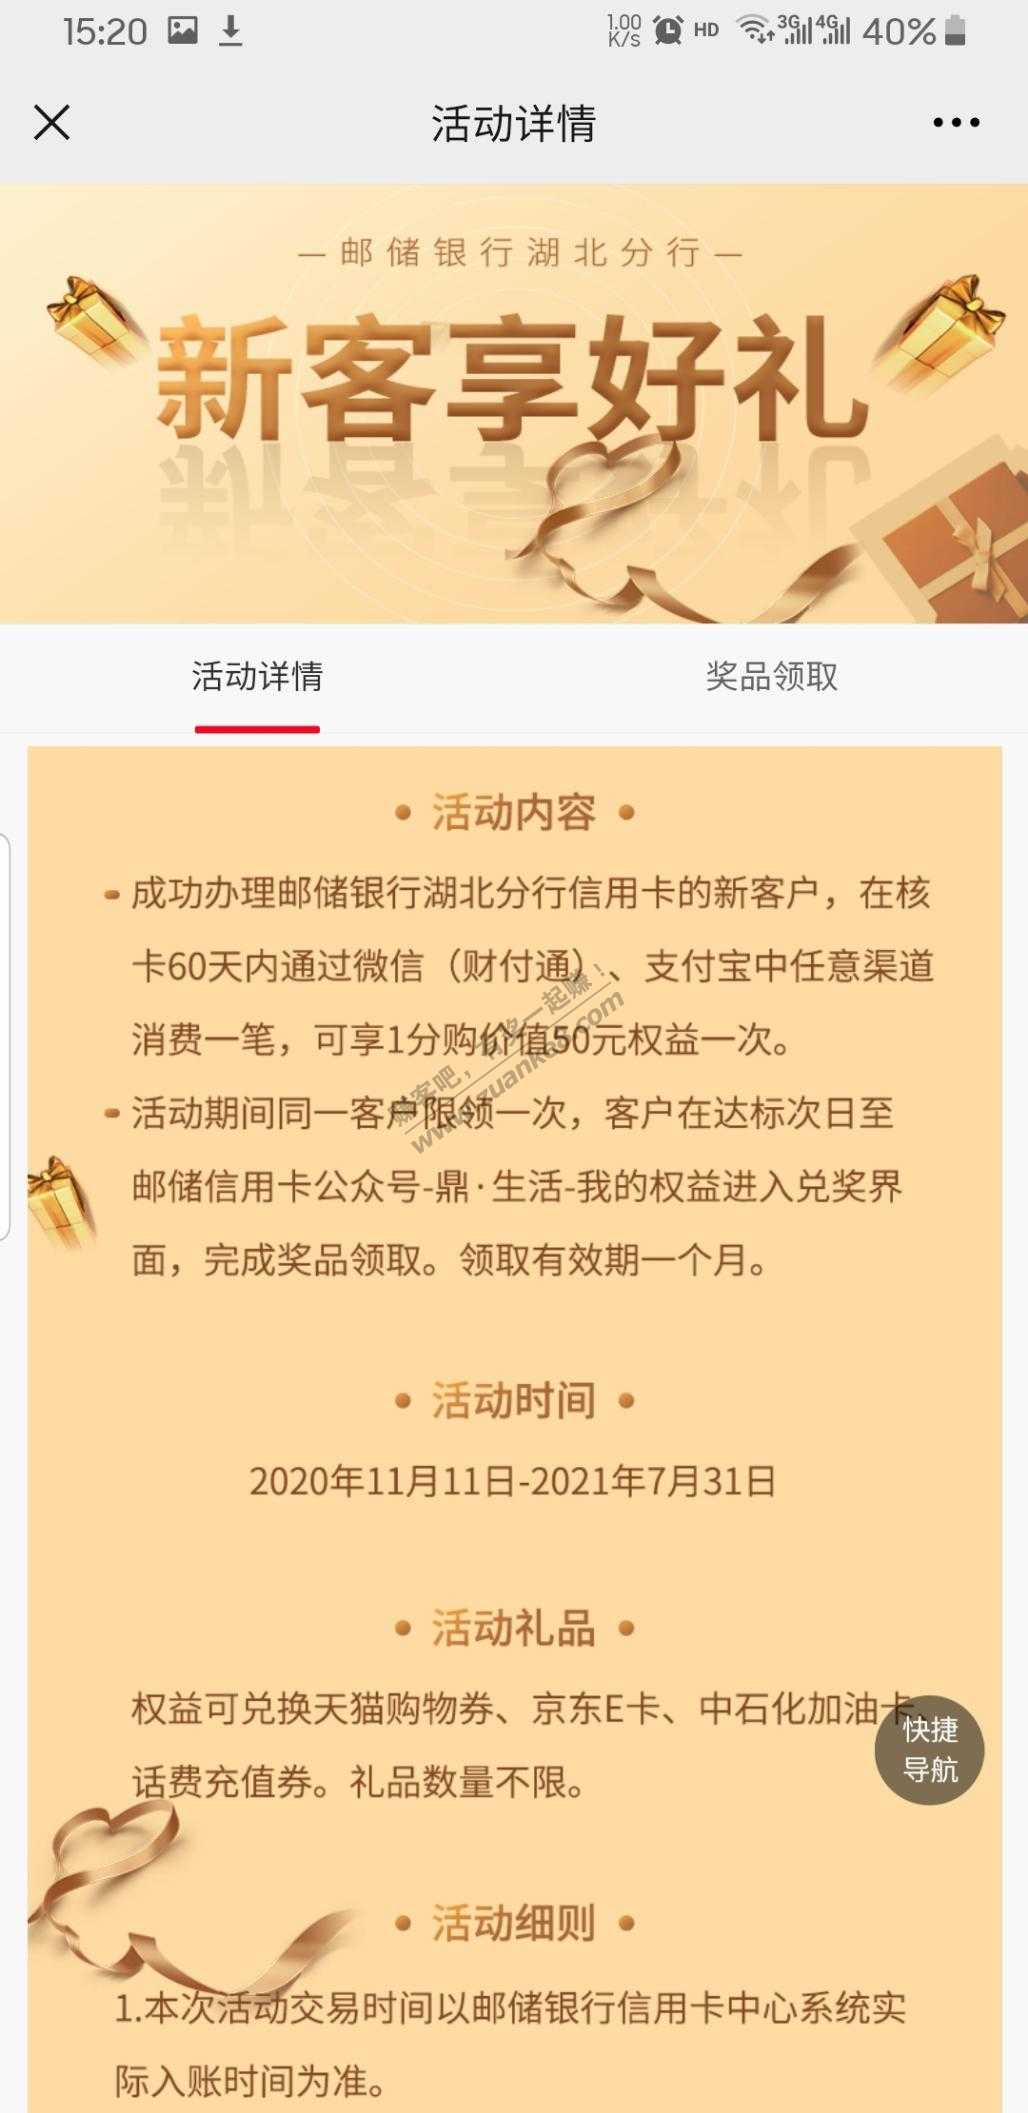 15:20
1.00
K/s
HD
3G
4G
40%
活动详情
邮储银行湖北分行
新客享好礼
活动详情
奖品领取
活动内容
成功办理邮储银行湖北分行信用卡的新客户，在核
卡60天内通过微信（财付通）、支付宝中任意渠道
消费一笔，可享1分购价值50元权益一次。
赚客吧，有奖一起赚！
www.zuanke8.com
活动期间同一客户限领一次，客户在达标次日至
邮储信用卡公众号-鼎·生活-我的权益进入兑奖界
面，完成奖品领取。领取有效期一个月。
活动时间
2020年11月11日-2021年7月31日
活动礼品
权益可兑换天猫购物券、京东E卡、中石化加油卡、
话费充值券。礼品数量不限。
快捷
导航
活动细则
1.本次活动交易时间以邮储银行信用卡中心系统实
际入账时间为准。